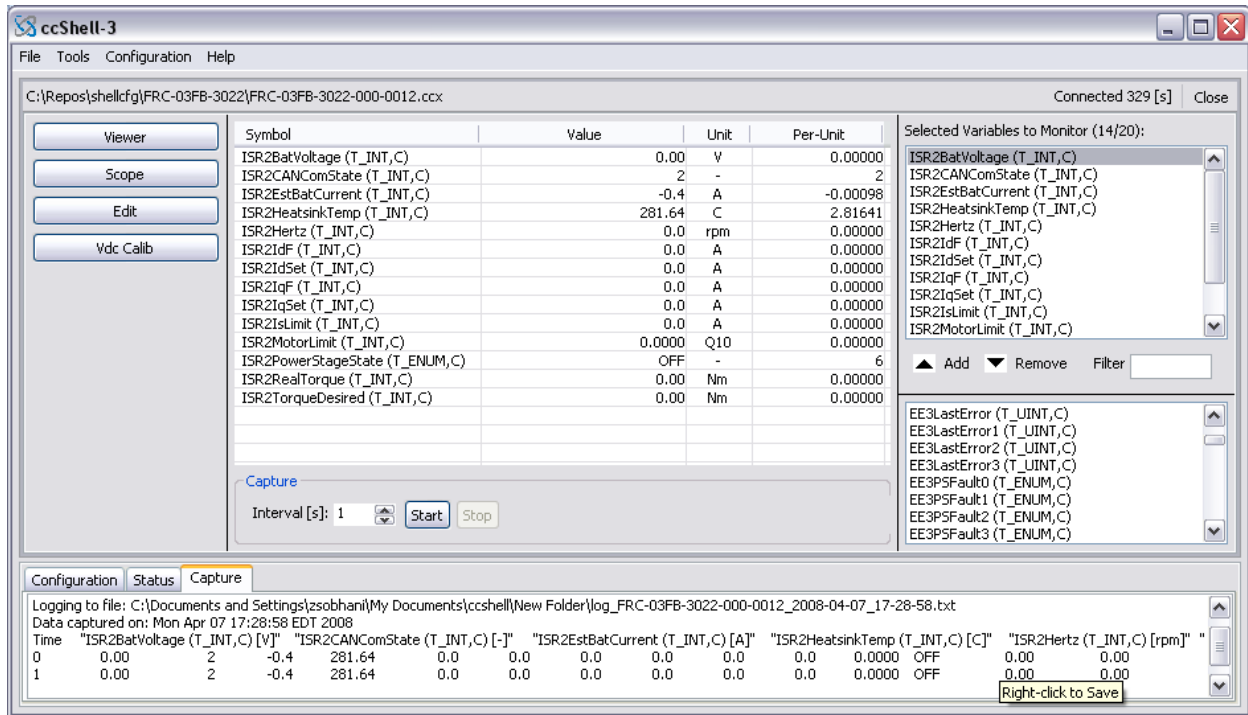 ccShell-3
File Tools Configuration Help
C:\Repos\shellcfg\FRC-03FB-3022\FRC-03FB-3022-000-0012.ccx Connected 329 [s] Close
Viewer
Scope
Edit
Vdc Calib
Symbol Value Unit Per-Unit
ISR2BatVoltage (T_INT,C) 0.00 V 0.00000
ISR2CANComState (T_INT,C) 2 - 2
ISR2EstBatCurrent (T_INT,C) -0.4 A -0.00098
ISR2HeatsinkTemp (T_INT,C) 281.64 C 2.81641
ISR2Hertz (T_INT,C) 0.0 rpm 0.00000
ISR2IdF (T_INT,C) 0.0 A 0.00000
ISR2IdSet (T_INT,C) 0.0 A 0.00000
ISR2IqF (T_INT,C) 0.0 A 0.00000
ISR2IqSet (T_INT,C) 0.0 A 0.00000
ISR2IsLimit (T_INT,C) 0.0 A 0.00000
ISR2MotorLimit (T_INT,C) 0.0000 Q10 0.00000
ISR2PowerStageState (T_ENUM,C) OFF - 6
ISR2RealTorque (T_INT,C) 0.00 Nm 0.00000
ISR2TorqueDesired (T_INT,C) 0.00 Nm 0.00000
Capture
Interval [s]: 1 Start Stop
Selected Variables to Monitor (14/20):
ISR2BatVoltage (T_INT,C)
ISR2CANComState (T_INT,C)
ISR2EstBatCurrent (T_INT,C)
ISR2HeatsinkTemp (T_INT,C)
ISR2Hertz (T_INT,C)
ISR2IdF (T_INT,C)
ISR2IdSet (T_INT,C)
ISR2IqF (T_INT,C)
ISR2IqSet (T_INT,C)
ISR2IsLimit (T_INT,C)
ISR2MotorLimit (T_INT,C)
Add Remove Filter
EE3LastError (T_UINT,C)
EE3LastError1 (T_UINT,C)
EE3LastError2 (T_UINT,C)
EE3LastError3 (T_UINT,C)
EE3PSFault0 (T_ENUM,C)
EE3PSFault1 (T_ENUM,C)
EE3PSFault2 (T_ENUM,C)
EE3PSFault3 (T_ENUM,C)
Configuration Status Capture
Logging to file: C:\Documents and Settings\zsobhani\My Documents\ccshell\New Folder\log_FRC-03FB-3022-000-0012_2008-04-07_17-28-58.txt
Data captured on: Mon Apr 07 17:28:58 EDT 2008
Time "ISR2BatVoltage (T_INT,C) [V]" "ISR2CANComState (T_INT,C) [-]" "ISR2EstBatCurrent (T_INT,C) [A]" "ISR2HeatsinkTemp (T_INT,C) [C]" "ISR2Hertz (T_INT,C) [rpm]" "
0 0.00 2 -0.4 281.64 0.0 0.0 0.0 0.0 0.0 0.0 0.0000 OFF 0.00 0.00
1 0.00 2 -0.4 281.64 0.0 0.0 0.0 0.0 0.0 0.0 0.0000 OFF 0.00 0.00
Right-click to Save